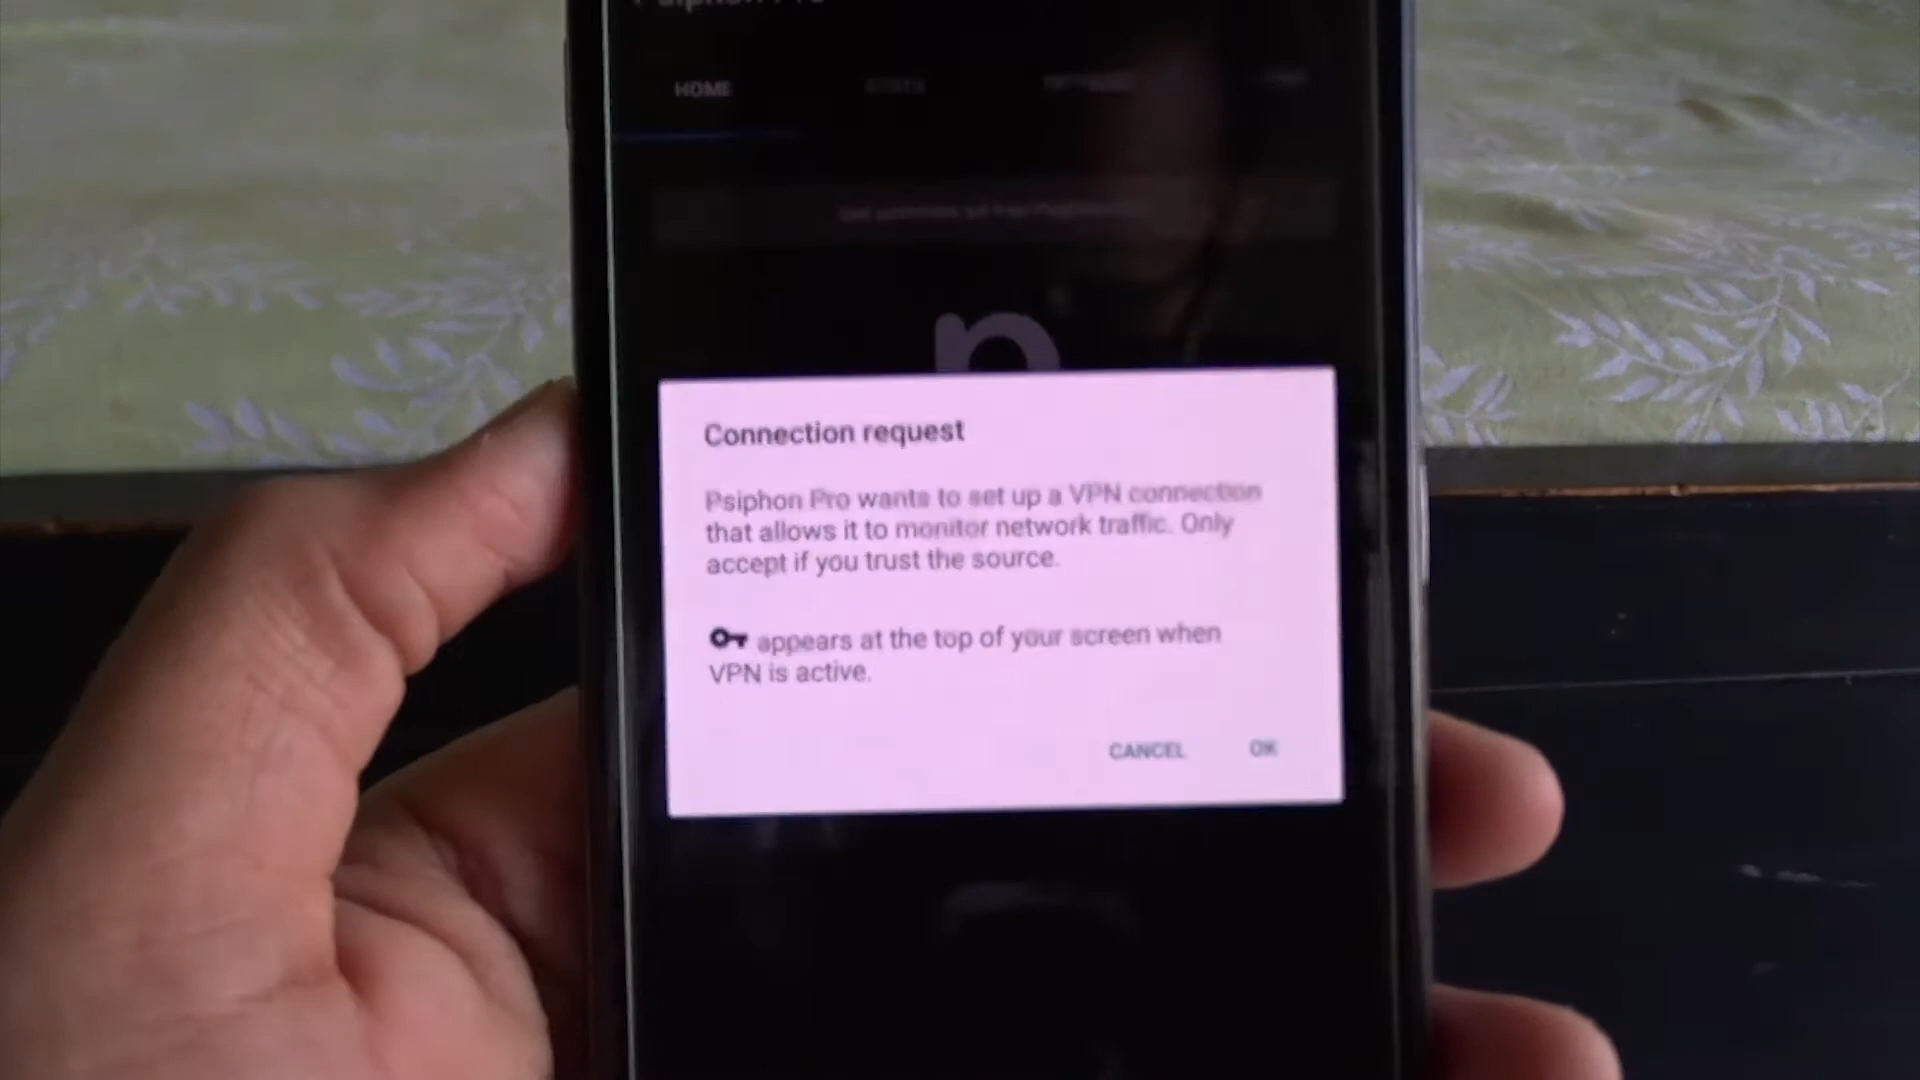 HOME
Connection request
Psiphon Pro wants to set up a VPN connection
that allows it to monitor network traffic. Only
accept if you trust the source.
appears at the top of your screen when
VPN is active.
CANCEL OK